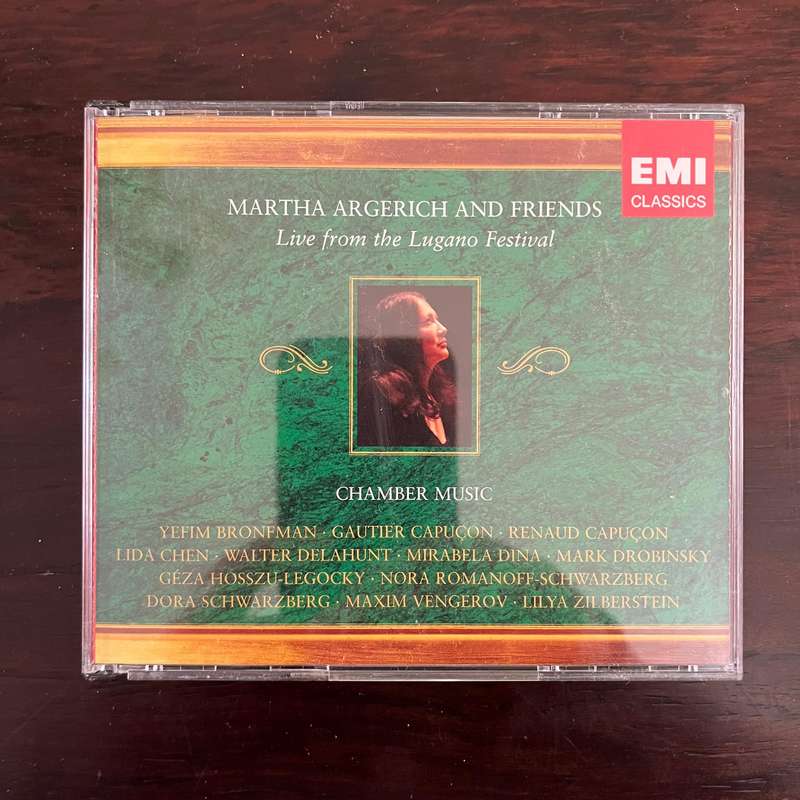 EMI
CLASSICS
MARTHA ARGERICH AND FRIENDS
Live from the Lugano Festival
CHAMBER MUSIC
YEFIM BRONFMAN · GAUTIER CAPUÇON · RENAUD CAPUÇON
LIDA CHEN · WALTER DELAHUNT · MIRABELA DINA · MARK DROBINSKY
GÉZA HOSSZU-LEGOCKY · NORA ROMANOFF-SCHWARZBERG
DORA SCHWARZBERG · MAXIM VENGEROV · LILYA ZILBERSTEIN